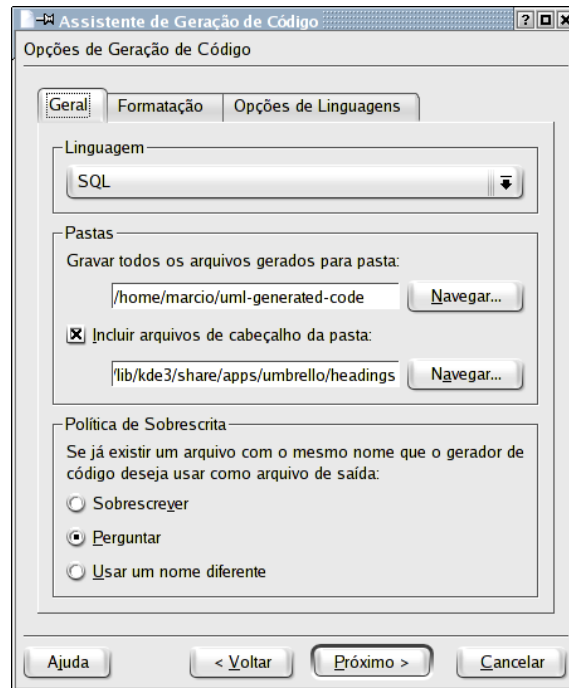 Assistente de Geração de Código
Opções de Geração de Código
Geral
Formatação
Opções de Linguagens
Linguagem
SQL
Pastas
Gravar todos os arquivos gerados para pasta:
/home/marcio/uml-generated-code
Navegar...
Incluir arquivos de cabeçalho da pasta:
/lib/kde3/share/apps/umbrello/headings
Navegar...
Política de Sobrescrita
Se já existir um arquivo com o mesmo nome que o gerador de
código deseja usar como arquivo de saída:
Sobrescrever
Perguntar
Usar um nome diferente
Ajuda
< Voltar
Próximo >
Cancelar